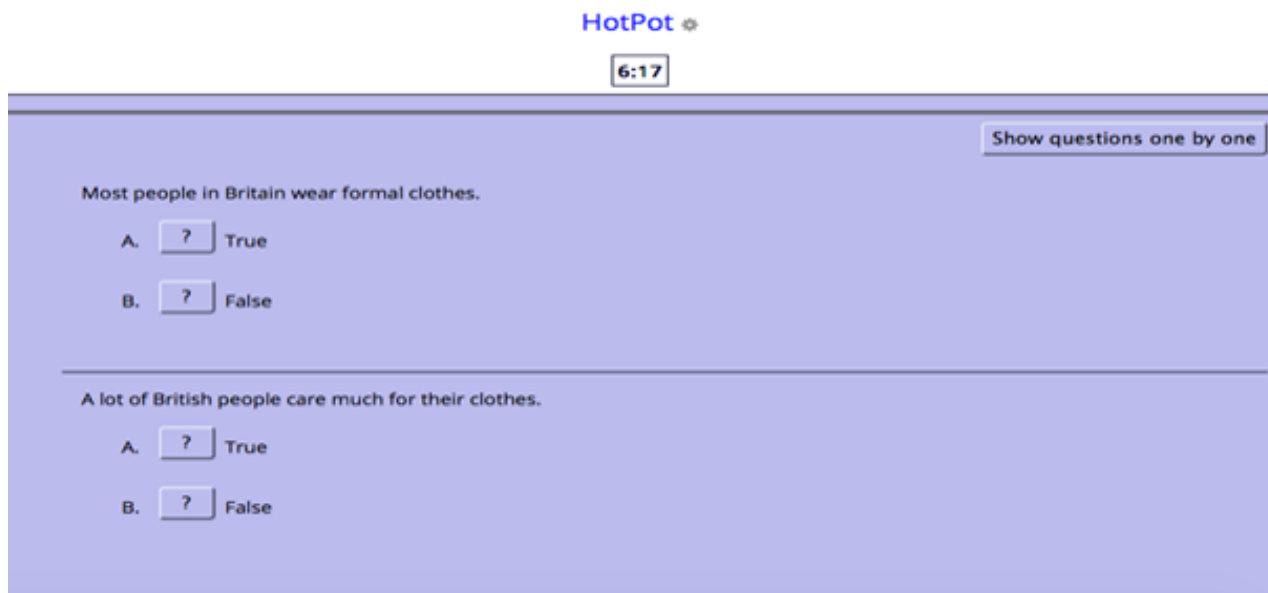 HotPot
6:17
Show questions one by one
Most people in Britain wear formal clothes.
A. ? True
B. ? False
A lot of British people care much for their clothes.
A. ? True
B. ? False